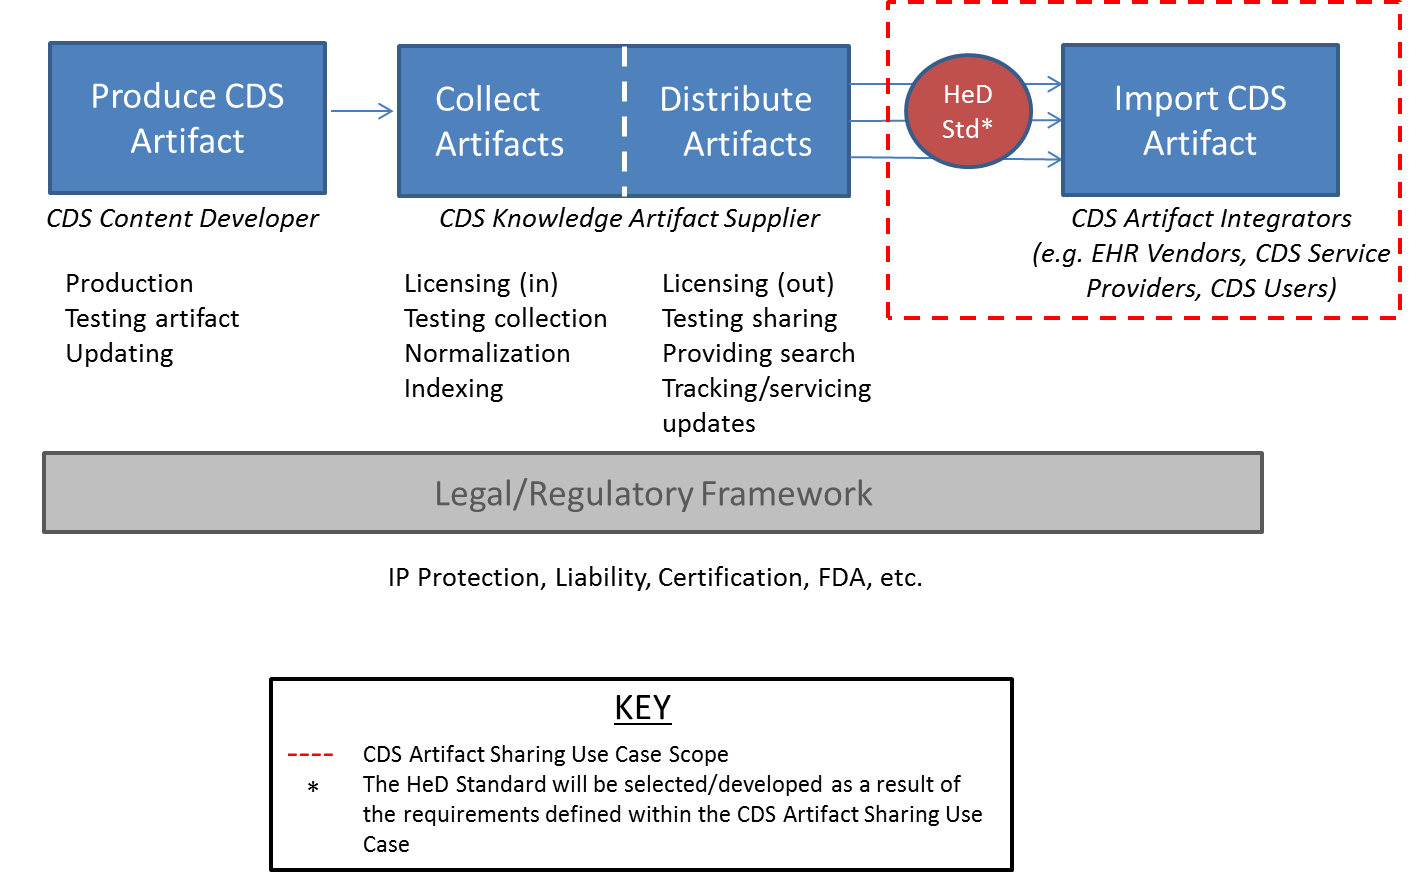 Produce CDS
Artifact
Collect
Artifacts
Distribute
Artifacts
HeD
Std*
Import CDS
Artifact
CDS Content Developer
CDS Knowledge Artifact Supplier
CDS Artifact Integrators
(e.g. EHR Vendors, CDS Service
Providers, CDS Users)
Production
Testing artifact
Updating
Licensing (in)
Testing collection
Normalization
Indexing
Licensing (out)
Testing sharing
Providing search
Tracking/servicing
updates
Legal/Regulatory Framework
IP Protection, Liability, Certification, FDA, etc.
KEY
---- CDS Artifact Sharing Use Case Scope
* The HeD Standard will be selected/developed as a result of
the requirements defined within the CDS Artifact Sharing Use
Case